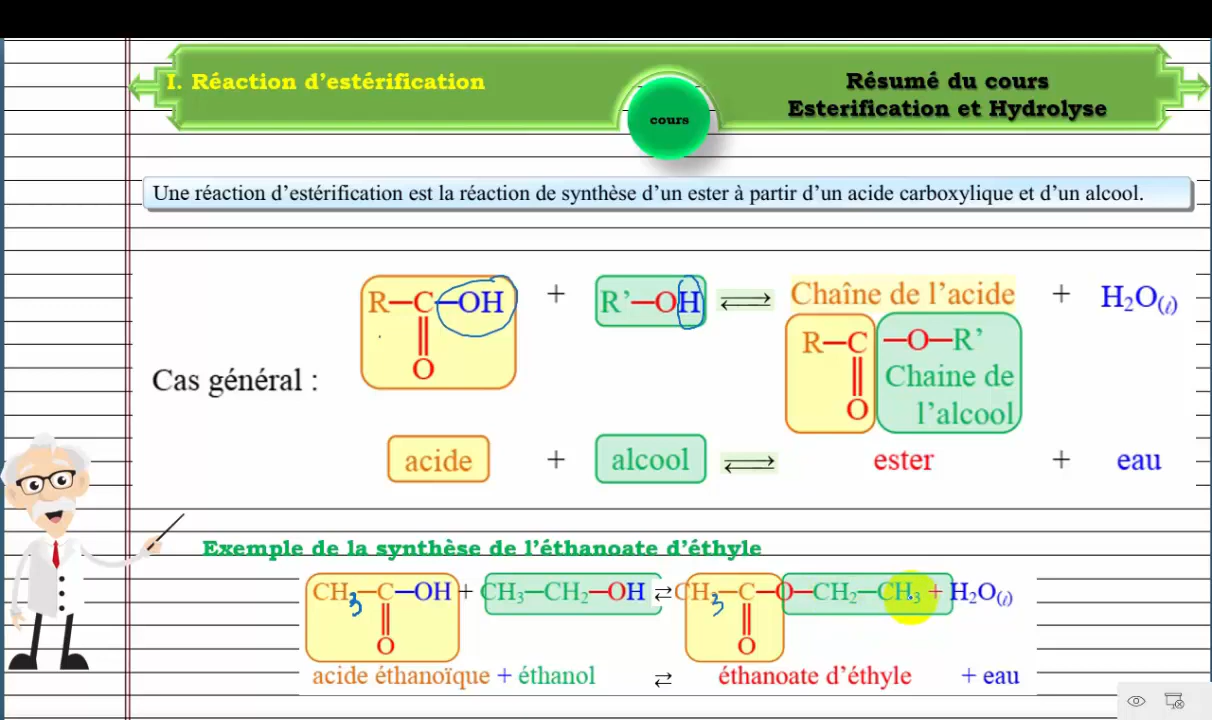 I. Réaction d'estérification
cours
Résumé du cours
Esterification et Hydrolyse
Une réaction d'estérification est la réaction de synthèse d'un ester à partir d'un acide carboxylique et d'un alcool.
Cas général :
R—C—OH + R'—OH ⇌ Chaîne de l'acide + H₂O(l)
O
R—C—O—R'
Chaine de
l'alcool
O
acide + alcool ⇌ ester + eau
Exemple de la synthèse de l'éthanoate d'éthyle
CH₃—C—OH + CH₃—CH₂—OH ⇌ CH₃—C—O—CH₂—CH₃ + H₂O(l)
O O
acide éthanoïque + éthanol ⇌ éthanoate d'éthyle + eau